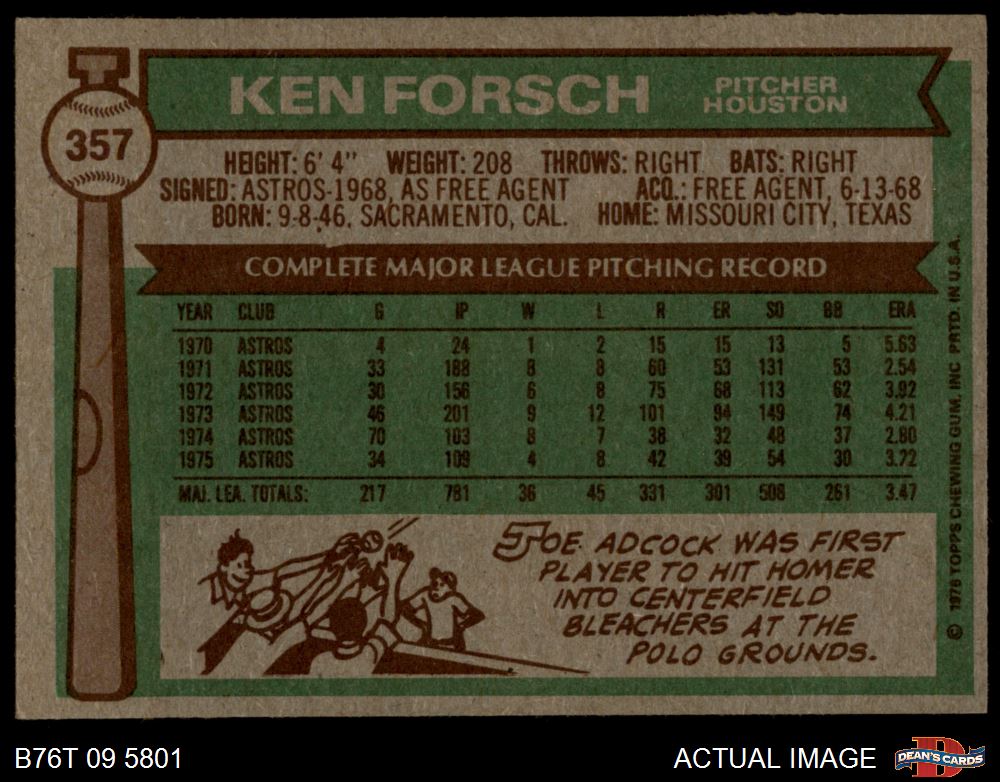 357
KEN FORSCH
PITCHER
HOUSTON
HEIGHT: 6' 4" WEIGHT: 208 THROWS: RIGHT BATS: RIGHT
SIGNED: ASTROS-1968, AS FREE AGENT ACQ.: FREE AGENT, 6-13-68
BORN: 9-8-46, SACRAMENTO, CAL. HOME: MISSOURI CITY, TEXAS
COMPLETE MAJOR LEAGUE PITCHING RECORD
YEAR CLUB G IP W L R ER SO BB ERA
1970 ASTROS 4 24 1 2 15 15 13 5 5.63
1971 ASTROS 33 188 8 8 60 53 131 53 2.54
1972 ASTROS 30 156 6 8 75 68 113 62 3.92
1973 ASTROS 46 201 9 12 101 94 149 74 4.21
1974 ASTROS 70 103 8 7 38 32 48 37 2.80
1975 ASTROS 34 109 4 8 42 39 54 30 3.22
MAJ. LEA. TOTALS: 217 781 36 45 331 301 508 261 3.47
JOE ADCOCK WAS FIRST
PLAYER TO HIT HOMER
INTO CENTERFIELD
BLEACHERS AT THE
POLO GROUNDS.
© 1976 TOPPS CHEWING GUM, INC PRTD. IN U.S.A.
B76T 09 5801
ACTUAL IMAGE
D
DEAN'S CARDS